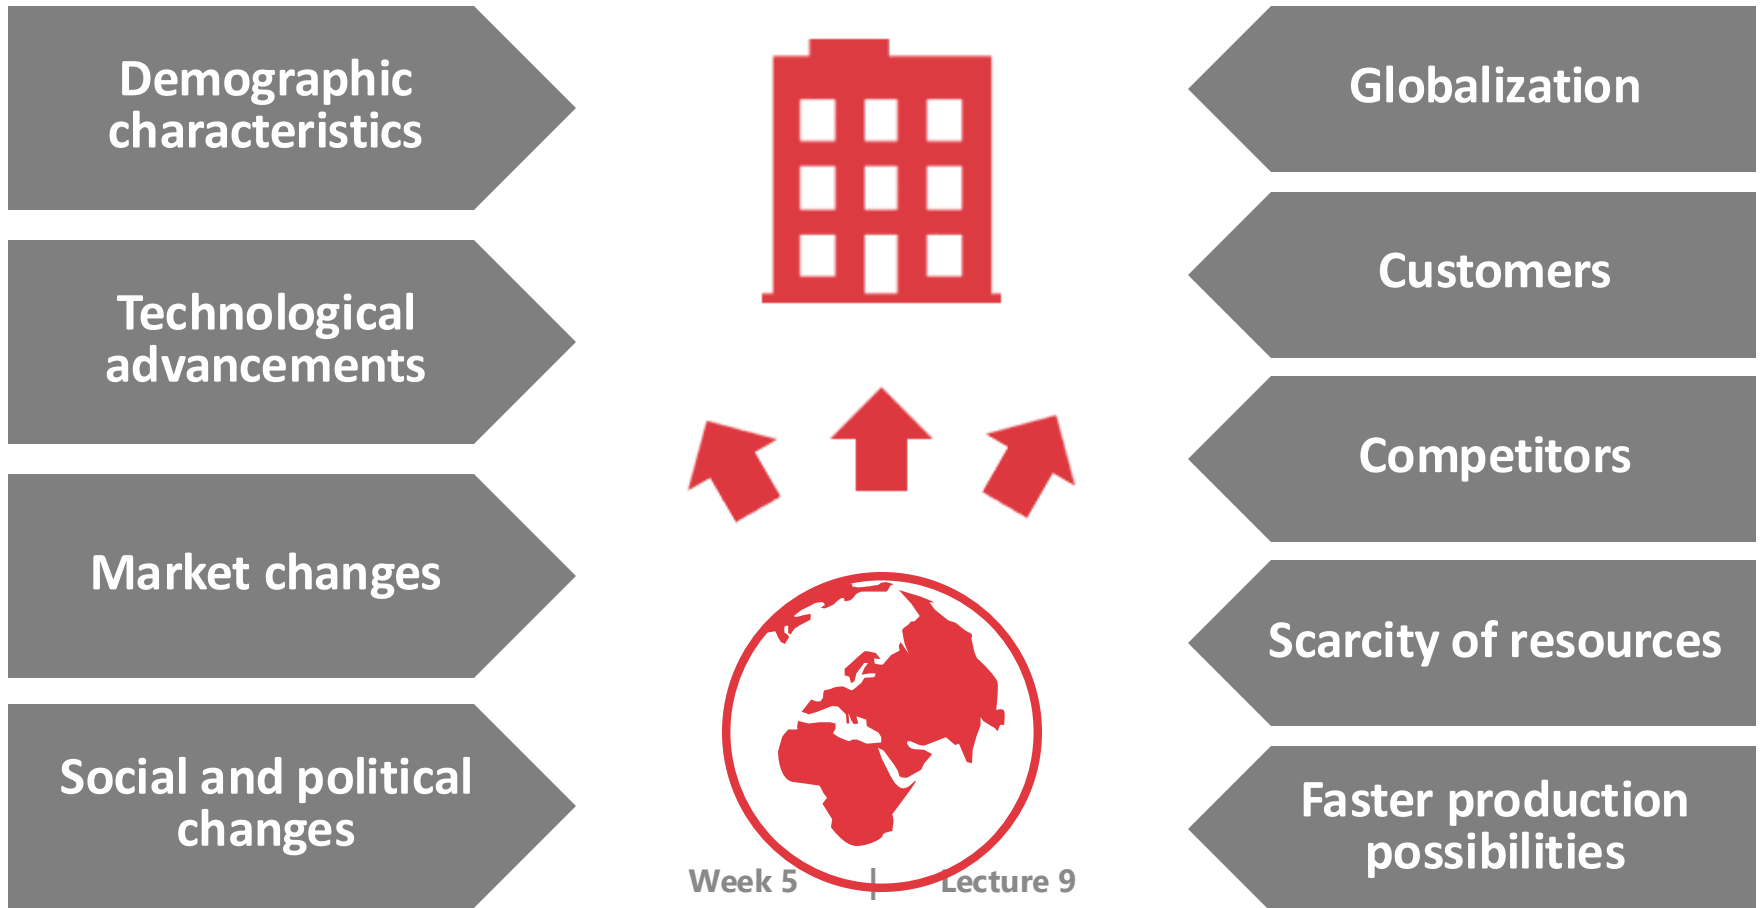 Demographic
characteristics
Technological
advancements
Market changes
Social and political
changes
Globalization
Customers
Competitors
Scarcity of resources
Faster production
possibilities
Week 5 | Lecture 9